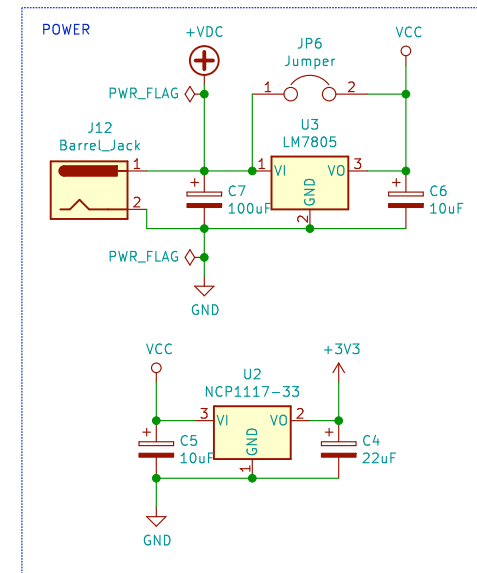 POWER
+VDC
JP6
Jumper
VCC
PWR_FLAG
1
2
J12
Barrel_Jack
U3
LM7805
1
2
1
VI
VO
3
GND
2
+
C7
100uF
+
C6
10uF
PWR_FLAG
GND
VCC
+3V3
U2
NCP1117-33
3
VI
VO
2
GND
1
+
C5
10uF
+
C4
22uF
GND